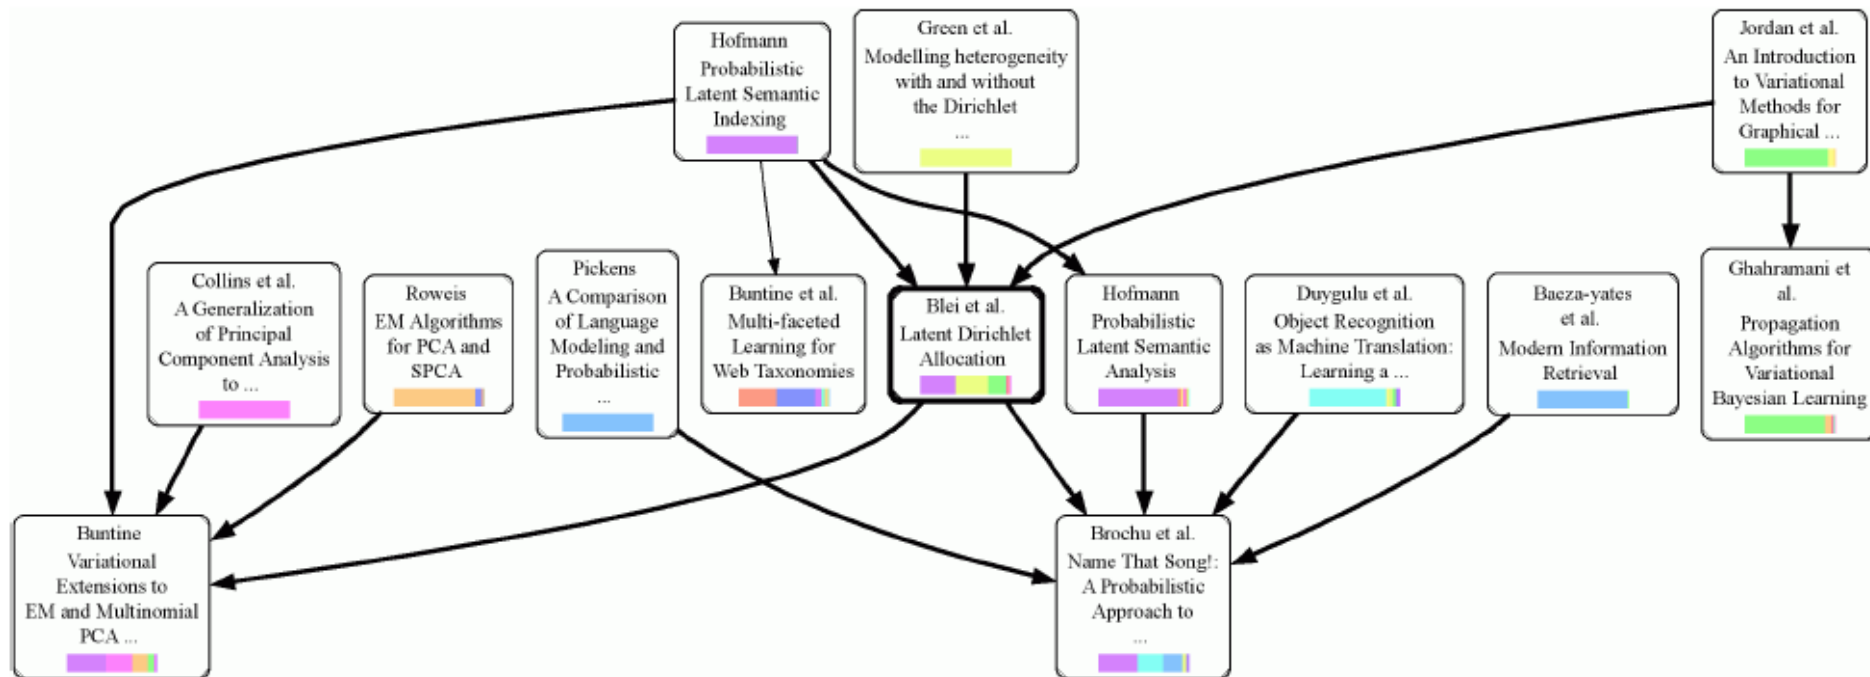 Hofmann
Probabilistic
Latent Semantic
Indexing
Green et al.
Modelling heterogeneity
with and without
the Dirichlet
...
Jordan et al.
An Introduction
to Variational
Methods for
Graphical ...
Collins et al.
A Generalization
of Principal
Component Analysis
to ...
Roweis
EM Algorithms
for PCA and
SPCA
Pickens
A Comparison
of Language
Modeling and
Probabilistic
...
Buntine et al.
Multi-faceted
Learning for
Web Taxonomies
Blei et al.
Latent Dirichlet
Allocation
Hofmann
Probabilistic
Latent Semantic
Analysis
Duygulu et al.
Object Recognition
as Machine Translation:
Learning a ...
Baeza-yates
et al.
Modern Information
Retrieval
Ghahramani et
al.
Propagation
Algorithms for
Variational
Bayesian Learning
Buntine
Variational
Extensions to
EM and Multinomial
PCA ...
Brochu et al.
Name That Song!:
A Probabilistic
Approach to
...